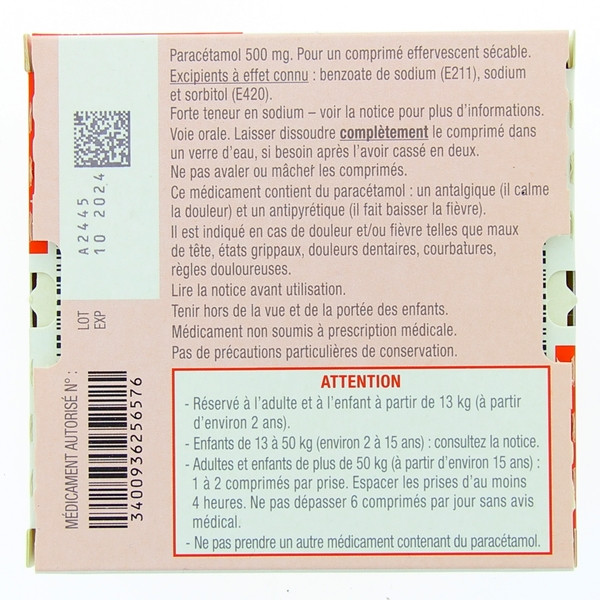 Paracétamol 500 mg. Pour un comprimé effervescent sécable.
Excipients à effet connu : benzoate de sodium (E211), sodium
et sorbitol (E420).
Forte teneur en sodium – voir la notice pour plus d'informations.
Voie orale. Laisser dissoudre complètement le comprimé dans
un verre d'eau, si besoin après l'avoir cassé en deux.
Ne pas avaler ou mâcher les comprimés.
Ce médicament contient du paracétamol : un antalgique (il calme
la douleur) et un antipyrétique (il fait baisser la fièvre).
Il est indiqué en cas de douleur et/ou fièvre telles que maux
de tête, états grippaux, douleurs dentaires, courbatures,
règles douloureuses.
Lire la notice avant utilisation.
Tenir hors de la vue et de la portée des enfants.
Médicament non soumis à prescription médicale.
Pas de précautions particulières de conservation.
ATTENTION
- Réservé à l'adulte et à l'enfant à partir de 13 kg (à partir
d'environ 2 ans).
- Enfants de 13 à 50 kg (environ 2 à 15 ans) : consultez la notice.
- Adultes et enfants de plus de 50 kg (à partir d'environ 15 ans) :
1 à 2 comprimés par prise. Espacer les prises d'au moins
4 heures. Ne pas dépasser 6 comprimés par jour sans avis
médical.
- Ne pas prendre un autre médicament contenant du paracétamol.
LOT A2445
EXP 10 2024
MÉDICAMENT AUTORISÉ N° :
3400936256576